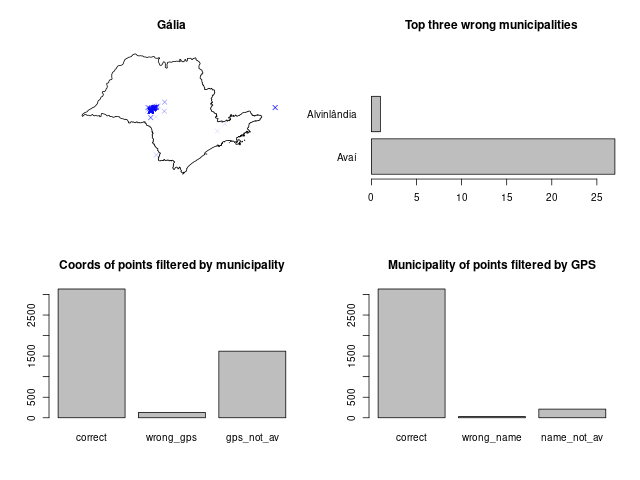 Gália
Top three wrong municipalities
Alvinlândia
Avaí
0 5 10 15 20 25
Coords of points filtered by municipality
2500
1500
500
0
correct wrong_gps gps_not_av
Municipality of points filtered by GPS
2500
1500
500
0
correct wrong_name name_not_av